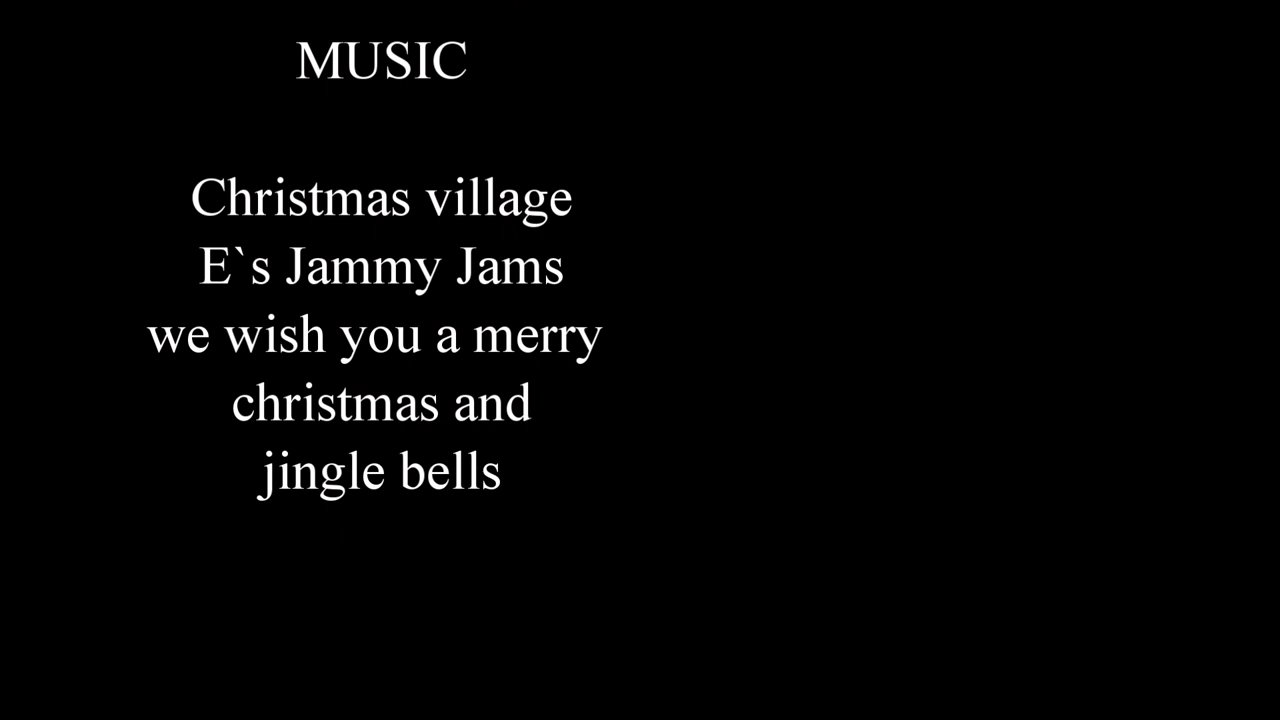 MUSIC
Christmas village
E`s Jammy Jams
we wish you a merry
christmas and
jingle bells